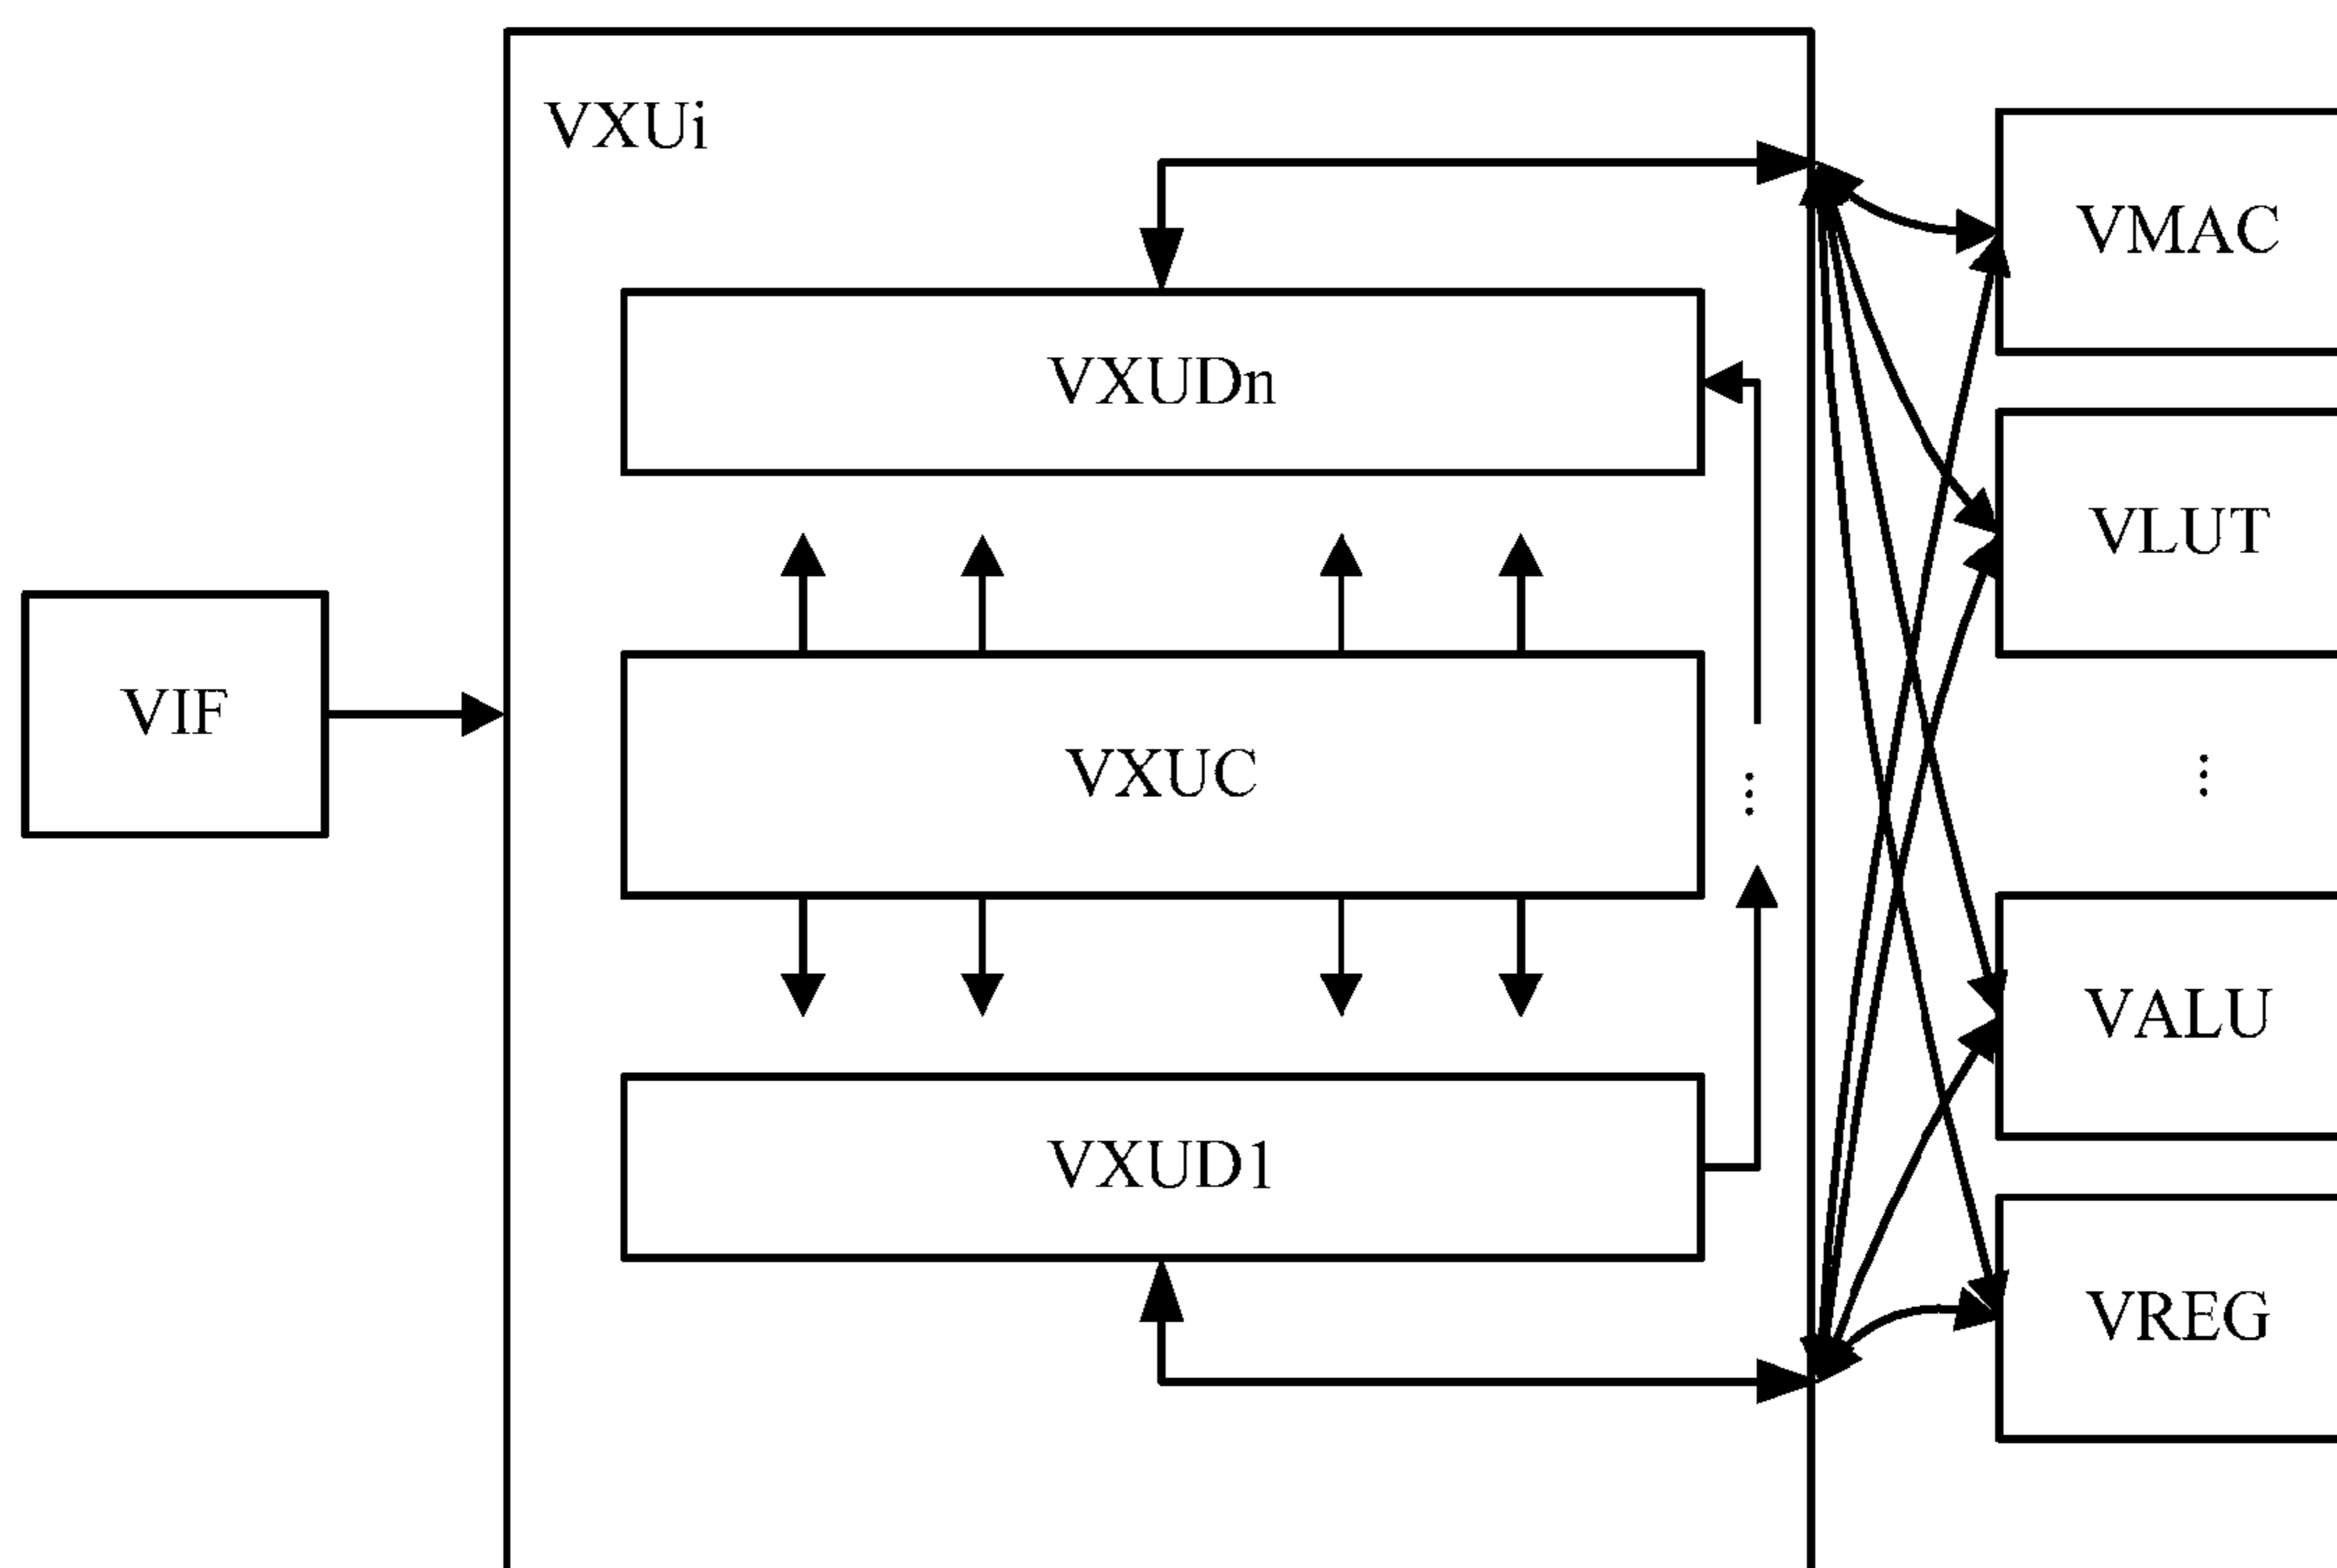 VXUi
VMAC
VXUDn
VLUT
VIF
VXUC
⋮
⋮
VALU
VXUD1
VREG